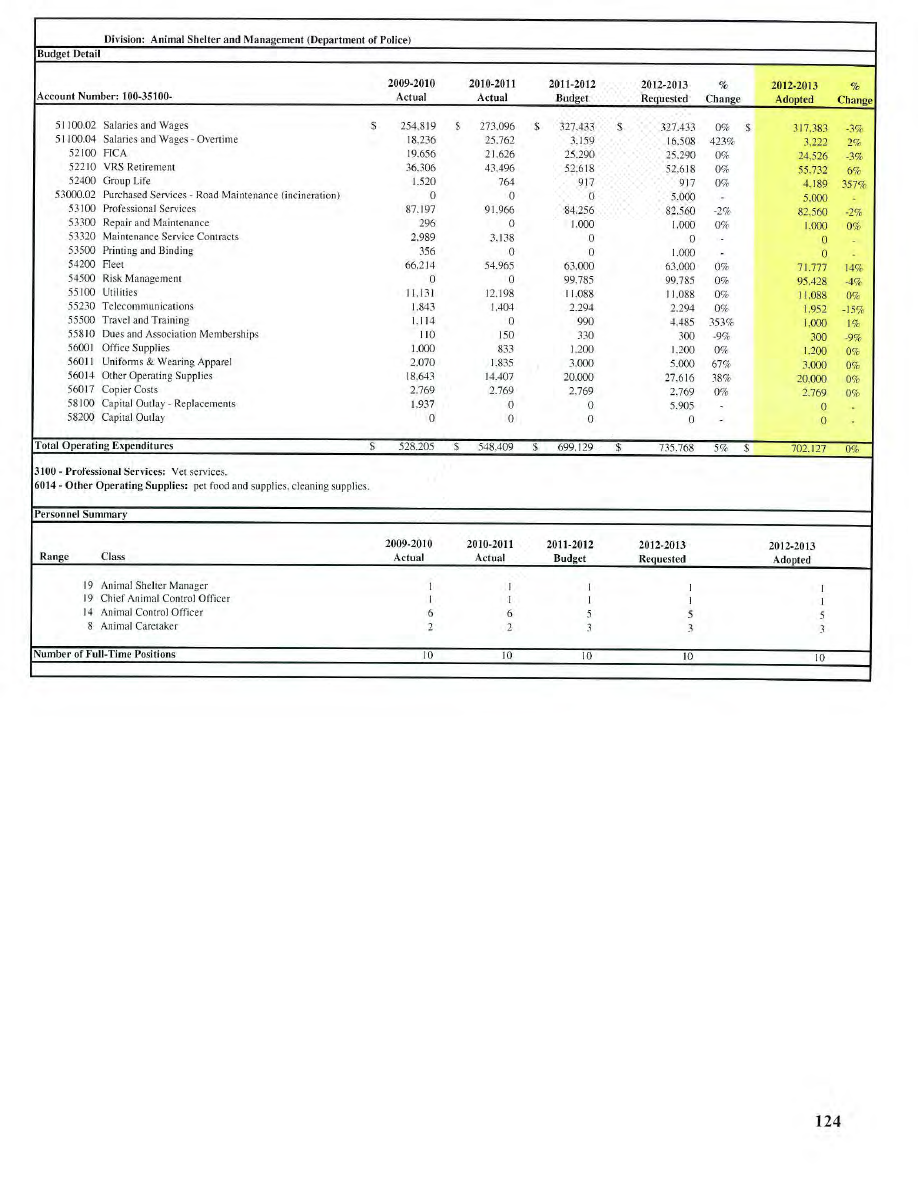 Division: Animal Shelter and Management (Department of Police)
Budget Detail
2009-2010 2010-2011 2011-2012 2012-2013 % 2012-2013 %
Account Number: 100-35100- Actual Actual Budget Requested Change Adopted Change
51100.02 Salaries and Wages $ 254,819 $ 273,096 $ 327,433 $ 327,433 0% $ 317,383 -3%
51100.04 Salaries and Wages - Overtime 18,236 25,762 3,159 16,508 423% 3,222 2%
52100 FICA 19,656 21,626 25,290 25,290 0% 24,526 -3%
52210 VRS Retirement 36,306 43,496 52,618 52,618 0% 55,732 6%
52400 Group Life 1,520 764 917 917 0% 4,189 357%
53000.02 Purchased Services - Road Maintenance (incineration) 0 0 0 5,000 - 5,000 -
53100 Professional Services 87,197 91,966 84,256 82,560 -2% 82,560 -2%
53300 Repair and Maintenance 296 0 1,000 1,000 0% 1,000 0%
53320 Maintenance Service Contracts 2,989 3,138 0 0 - 0 -
53500 Printing and Binding 356 0 0 1,000 - 0 -
54200 Fleet 66,214 54,965 63,000 63,000 0% 71,777 14%
54500 Risk Management 0 0 99,785 99,785 0% 95,428 -4%
55100 Utilities 11,131 12,198 11,088 11,088 0% 11,088 0%
55230 Telecommunications 1,843 1,404 2,294 2,294 0% 1,952 -15%
55500 Travel and Training 1,114 0 990 4,485 353% 1,000 1%
55810 Dues and Association Memberships 110 150 330 300 -9% 300 -9%
56001 Office Supplies 1,000 833 1,200 1,200 0% 1,200 0%
56011 Uniforms & Wearing Apparel 2,070 1,835 3,000 5,000 67% 3,000 0%
56014 Other Operating Supplies 18,643 14,407 20,000 27,616 38% 20,000 0%
56017 Copier Costs 2,769 2,769 2,769 2,769 0% 2,769 0%
58100 Capital Outlay - Replacements 1,937 0 0 5,905 - 0 -
58200 Capital Outlay 0 0 0 0 - 0 -
Total Operating Expenditures $ 528,205 $ 548,409 $ 699,129 $ 735,768 5% $ 702,127 0%
3100 - Professional Services: Vet services.
6014 - Other Operating Supplies: pet food and supplies, cleaning supplies.
Personnel Summary
2009-2010 2010-2011 2011-2012 2012-2013 2012-2013
Range Class Actual Actual Budget Requested Adopted
19 Animal Shelter Manager 1 1 1 1 1
19 Chief Animal Control Officer 1 1 1 1 1
14 Animal Control Officer 6 6 5 5 5
8 Animal Caretaker 2 2 3 3 3
Number of Full-Time Positions 10 10 10 10 10
124